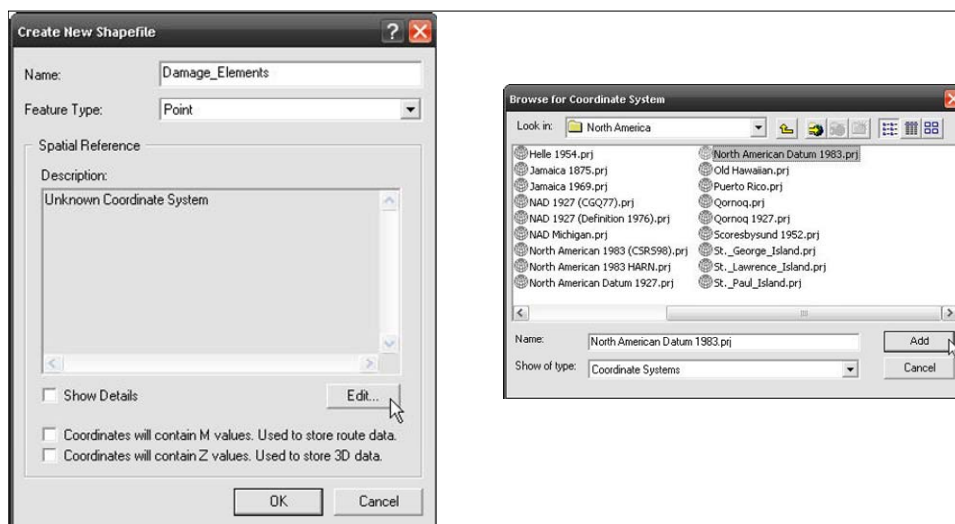 Create New Shapefile
Name: Damage_Elements
Feature Type: Point
Spatial Reference
Description:
Unknown Coordinate System
Show Details
Edit...
Coordinates will contain M values. Used to store route data.
Coordinates will contain Z values. Used to store 3D data.
OK
Cancel
Browse for Coordinate System
Look in: North America
Helle 1954.prj
Jamaica 1875.prj
Jamaica 1969.prj
NAD 1927 (CGQ77).prj
NAD 1927 (Definition 1976).prj
NAD Michigan.prj
North American 1983 (CSRS98).prj
North American 1983 HARN.prj
North American Datum 1927.prj
North American Datum 1983.prj
Old Hawaiian.prj
Puerto Rico.prj
Qornoq.prj
Qornoq 1927.prj
Scoresbysund 1952.prj
St._George_Island.prj
St._Lawrence_Island.prj
St._Paul_Island.prj
Name: North American Datum 1983.prj
Add
Show of type: Coordinate Systems
Cancel